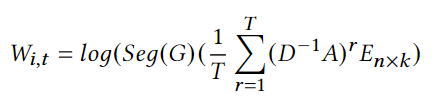 W_{i,t} = log(Seg(G)(\frac{1}{T} \sum_{r=1}^{T} (D^{-1}A)^r E_{n×k})